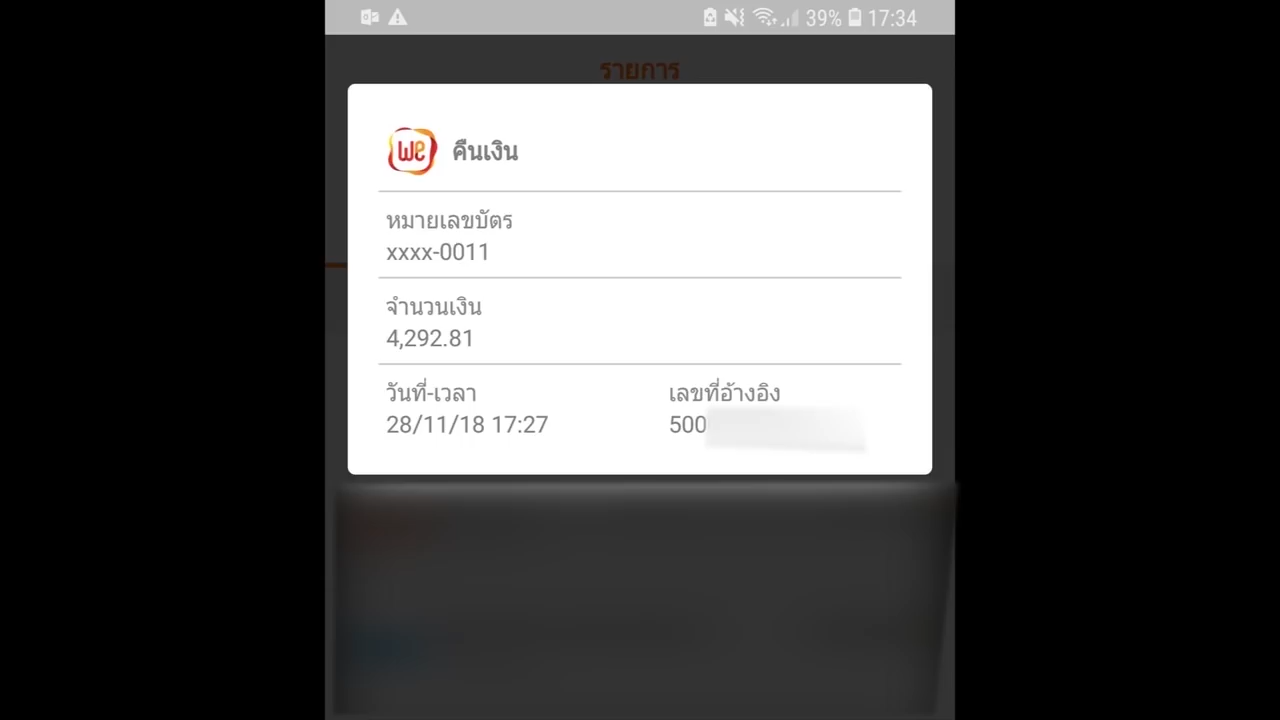 39% 17:34
รายการ
we คืนเงิน
หมายเลขบัตร
xxxx-0011
จำนวนเงิน
4,292.81
วันที่-เวลา เลขที่อ้างอิง
28/11/18 17:27 500